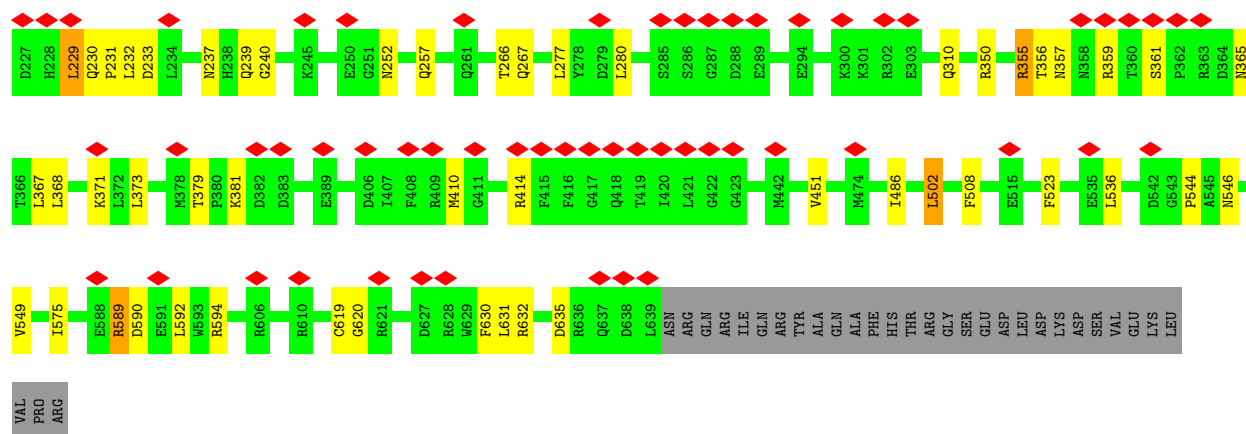 D227 H228 L229 Q230 P231 L232 D233 L234 N237 H238 Q239 G240 K245 E250 G251 N252 Q257 Q261 T266 Q267 L277 Y278 D279 L280 S285 S286 G287 D288 E289 E294 K300 K301 R302 E303 Q310 R350 R355 T356 N357 N358 R359 T360 S361 P362 R363 D364 N365
T366 L367 L368 K371 L372 L373 M378 T379 P380 K381 D382 D383 E389 D406 I407 F408 R409 M410 G411 R414 F415 F416 G417 Q418 T419 I420 L421 G422 G423 M442 V451 M474 I486 L502 F508 E515 F523 E535 L536 D542 G543 P544 A545 N546
V549 I575 E588 R589 D590 E591 L592 W593 R594 R606 R610 C619 G620 R621 D627 R628 W629 F630 L631 R632 D635 R636 Q637 D638 L639 ASN ARG GLN ARG ILE GLN ARG TYR ALA GLN ALA PHE HIS THR ARG GLY SER GLU ASP LEU ASP LYS ASP SER VAL GLU LYS LEU
VAL PRO ARG